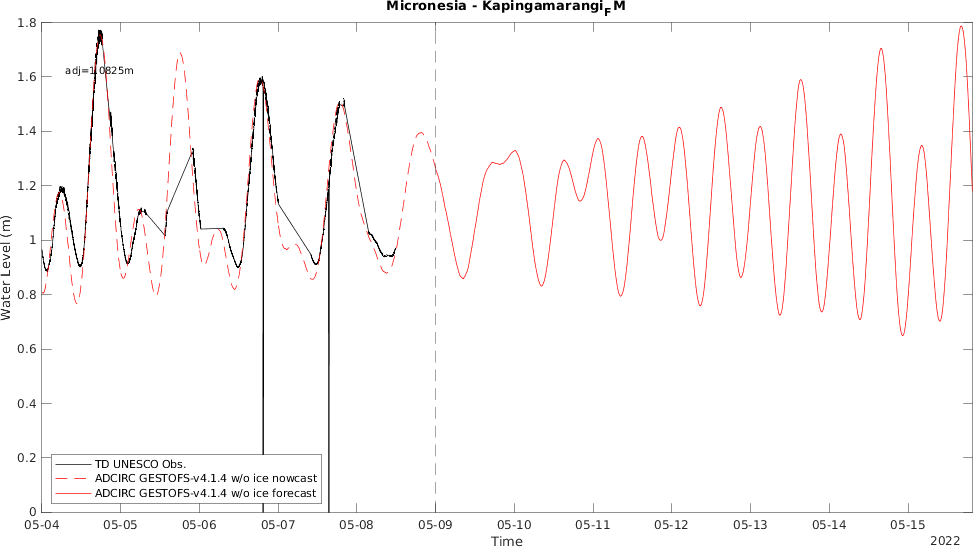 Micronesia - Kapingamarangi_FM
1.8
1.6
1.4
1.2
1
0.8
0.6
0.4
0.2
0
Water Level (m)
adj=1.0825m
TD UNESCO Obs.
ADCIRC GESTOFS-v4.1.4 w/o ice nowcast
ADCIRC GESTOFS-v4.1.4 w/o ice forecast
05-04 05-05 05-06 05-07 05-08 05-09 05-10 05-11 05-12 05-13 05-14 05-15
Time
2022